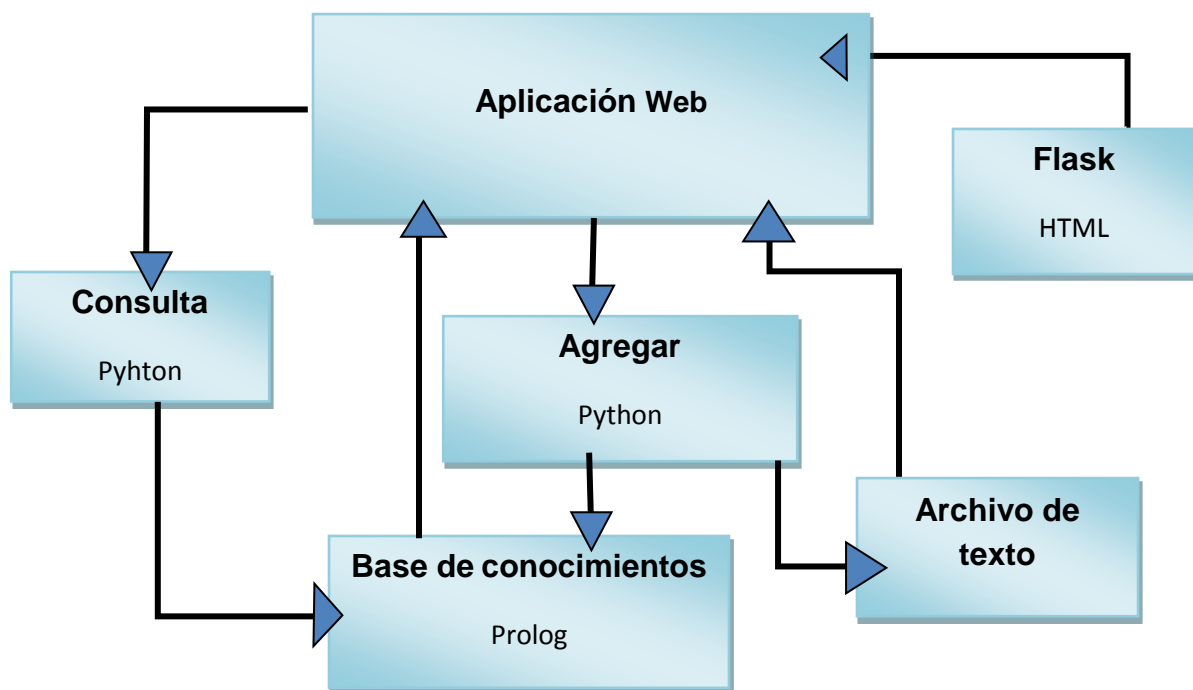 Aplicación Web
Flask
HTML
Consulta
Pyhton
Agregar
Python
Archivo de
texto
Base de conocimientos
Prolog